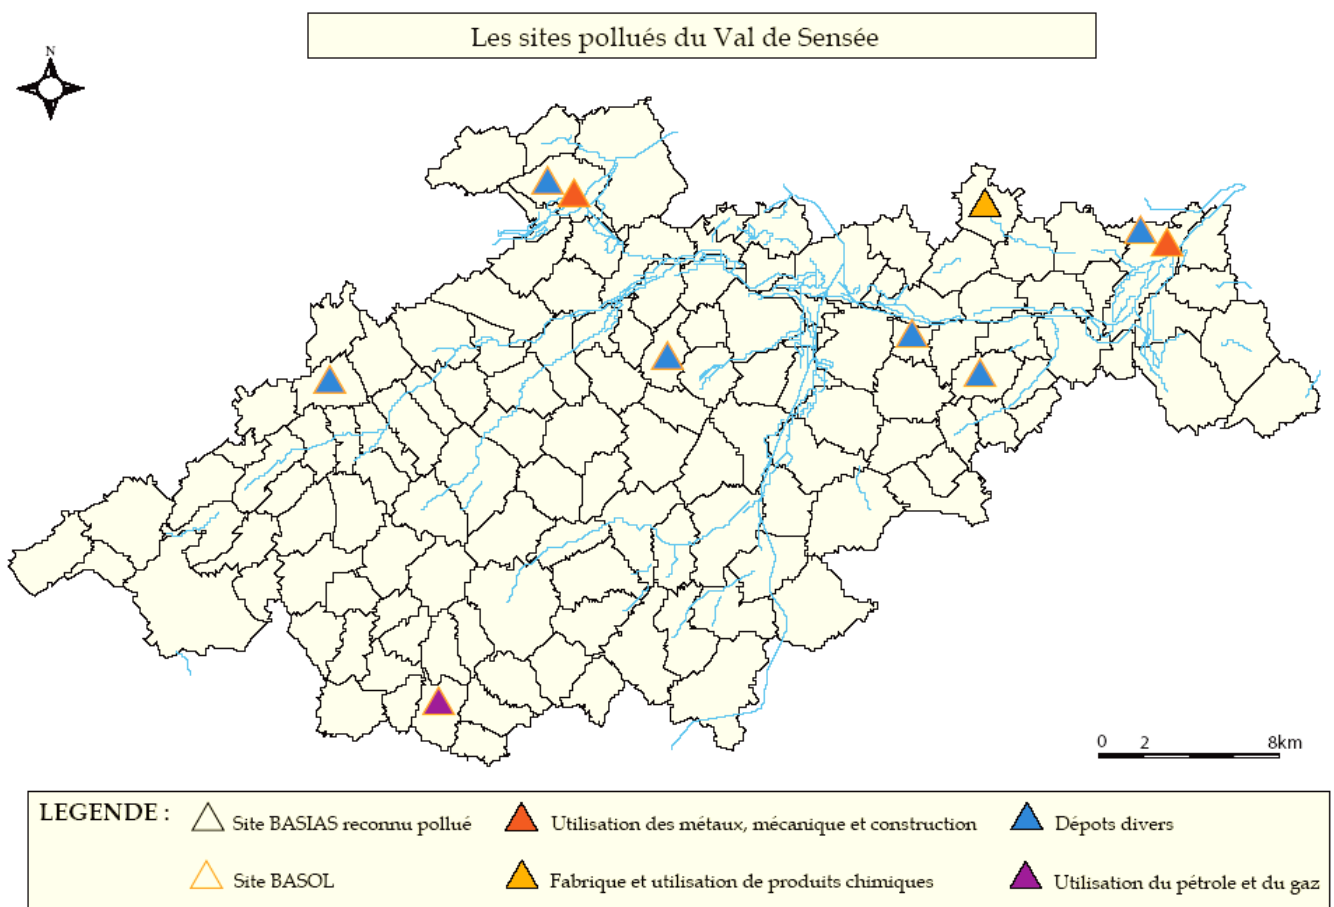 Les sites pollués du Val de Sensée
N
0 2 8km
LEGENDE :
Site BASIAS reconnu pollué
Utilisation des métaux, mécanique et construction
Dépots divers
Site BASOL
Fabrique et utilisation de produits chimiques
Utilisation du pétrole et du gaz